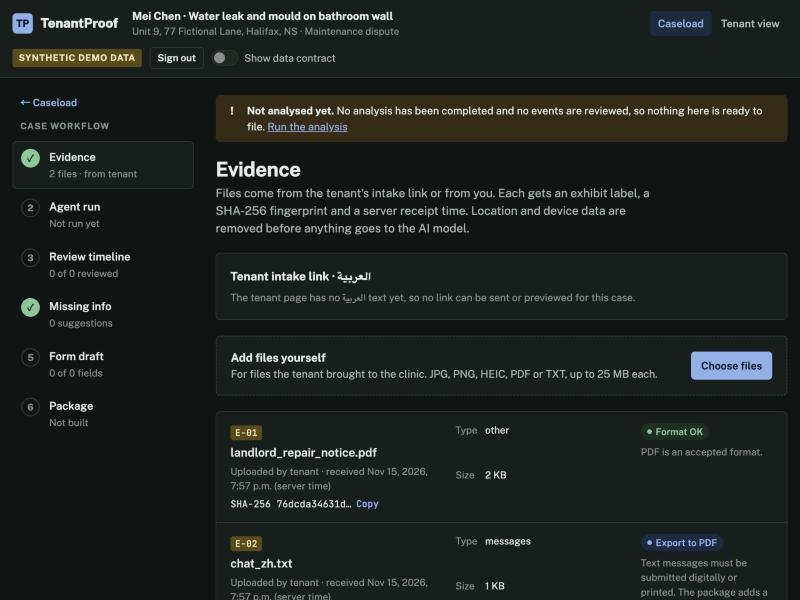 TP TenantProof
Mei Chen · Water leak and mould on bathroom wall
Unit 9, 77 Fictional Lane, Halifax, NS · Maintenance dispute
Caseload
Tenant view
SYNTHETIC DEMO DATA
Sign out
Show data contract
← Caseload
CASE WORKFLOW
Evidence
2 files · from tenant
2
Agent run
Not run yet
3
Review timeline
0 of 0 reviewed
Missing info
0 suggestions
5
Form draft
0 of 0 fields
6
Package
Not built
! Not analysed yet. No analysis has been completed and no events are reviewed, so nothing here is ready to
file. Run the analysis
Evidence
Files come from the tenant's intake link or from you. Each gets an exhibit label, a
SHA-256 fingerprint and a server receipt time. Location and device data are
removed before anything goes to the AI model.
Tenant intake link · العربية
The tenant page has no العربية text yet, so no link can be sent or previewed for this case.
Add files yourself
For files the tenant brought to the clinic. JPG, PNG, HEIC, PDF or TXT, up to 25 MB each.
Choose files
E-01
landlord_repair_notice.pdf
Uploaded by tenant · received Nov 15, 2026,
7:57 p.m. (server time)
SHA-256 76dcda34631d… Copy
Type other
Size 2 KB
Format OK
PDF is an accepted format.
E-02
chat_zh.txt
Uploaded by tenant · received Nov 15, 2026,
7:57 p.m. (server time)
Type messages
Size 1 KB
Export to PDF
Text messages must be
submitted digitally or
printed. The package adds a